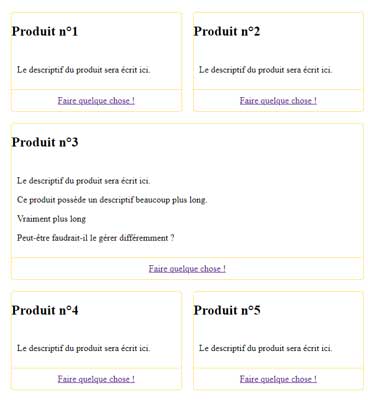 Produit n°1
Produit n°2
Le descriptif du produit sera écrit ici.
Le descriptif du produit sera écrit ici.
Faire quelque chose !
Faire quelque chose !
Produit n°3
Le descriptif du produit sera écrit ici.
Ce produit possède un descriptif beaucoup plus long.
Vraiment plus long
Peut-être faudrait-il le gérer différemment ?
Faire quelque chose !
Produit n°4
Produit n°5
Le descriptif du produit sera écrit ici.
Le descriptif du produit sera écrit ici.
Faire quelque chose !
Faire quelque chose !